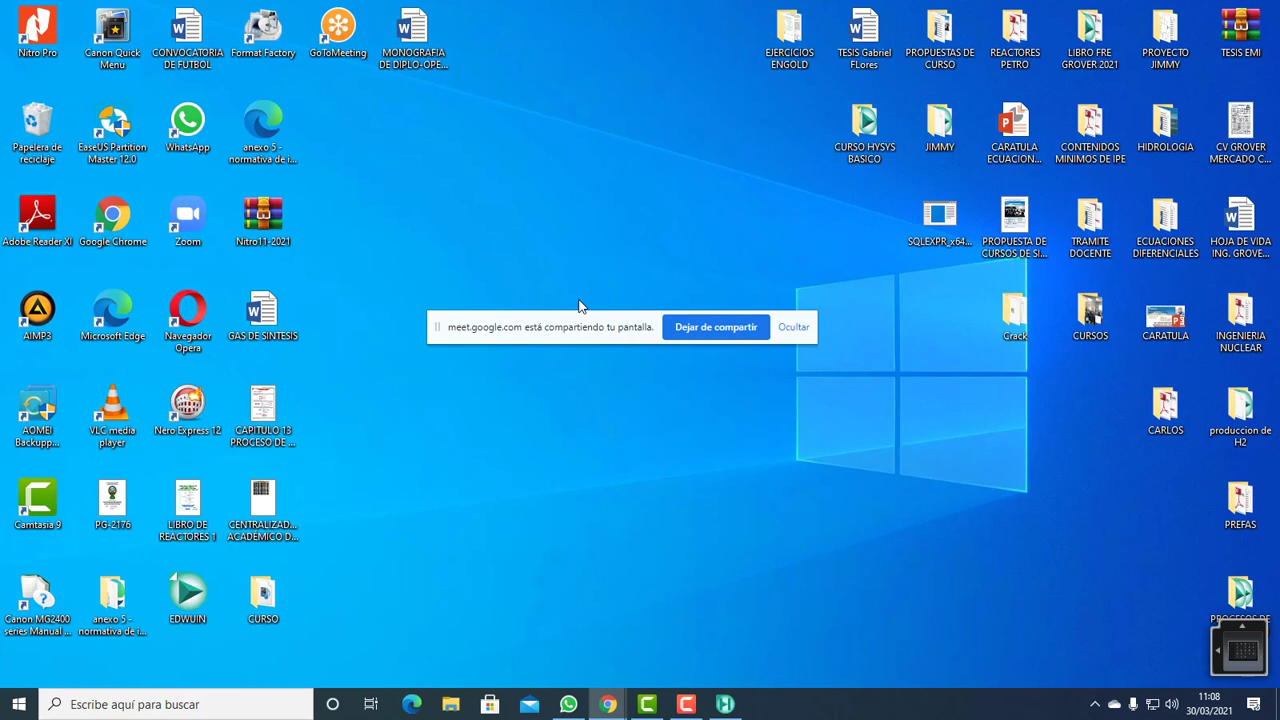 Nitro Pro
Canon Quick
Menu
CONVOCATORIA
DE FUTBOL
Format Factory
GoToMeeting
MONOGRAFIA
DE DIPLO-OPE...
EJERCICIOS
ENGOLD
TESIS Gabriel
FLores
PROPUESTAS DE
CURSO
REACTORES
PETRO
LIBRO FRE
GROVER 2021
PROYECTO
JIMMY
TESIS EMI
Papelera de
reciclaje
EaseUS Partition
Master 12.0
WhatsApp
anexo 5 -
normativa de i...
CURSO HYSYS
BASICO
JIMMY
CARATULA
ECUACION...
CONTENIDOS
MINIMOS DE IPE
HIDROLOGIA
CV GROVER
MERCADO C...
Adobe Reader XI
Google Chrome
Zoom
Nitro11-2021
SQLEXPR_x64...
PROPUESTA DE
CURSOS DE SI...
TRAMITE
DOCENTE
ECUACIONES
DIFERENCIALES
HOJA DE VIDA
ING. GROVE...
AIMP3
Microsoft Edge
Navegador
Opera
GAS DE SINTESIS
meet.google.com está compartiendo tu pantalla.
Dejar de compartir
Ocultar
Crack
CURSOS
CARATULA
INGENIERIA
NUCLEAR
AOMEI
Backupp...
VLC media
player
Nero Express 12
CAPITULO 13
PROCESO DE ...
CARLOS
produccion de
H2
Camtasia 9
PG-2176
LIBRO DE
REACTORES 1
CENTRALIZAD...
ACADÉMICO D...
PREFAS
Canon MG2400
series Manual ...
anexo 5 -
normativa de i...
EDWUIN
CURSO
PROCESOS DE
Escribe aquí para buscar
11:08
30/03/2021